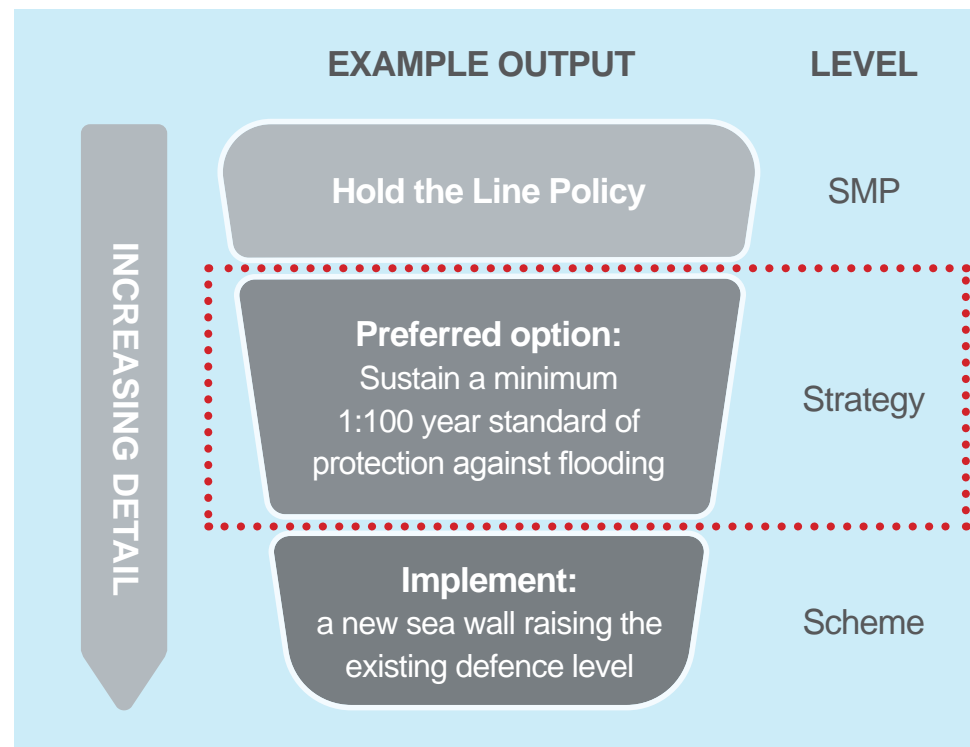 EXAMPLE OUTPUT
LEVEL
INCREASING DETAIL
Hold the Line Policy
SMP
Preferred option:
Sustain a minimum
1:100 year standard of
protection against flooding
Strategy
Implement:
a new sea wall raising the
existing defence level
Scheme